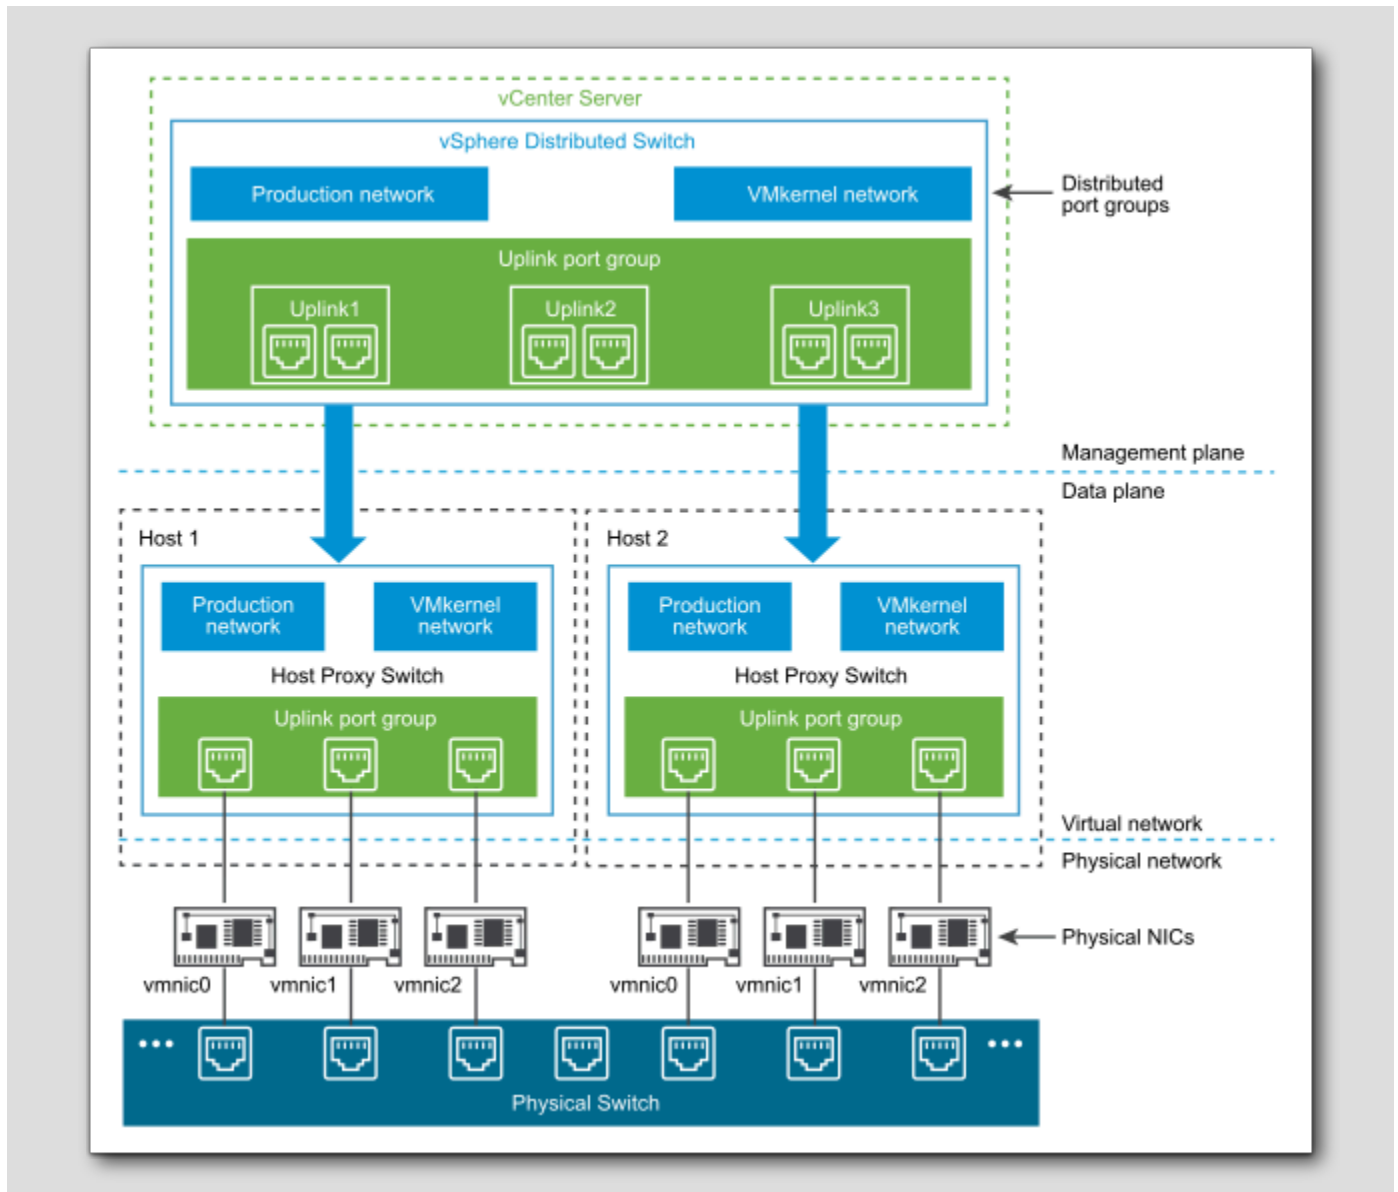 vCenter Server
vSphere Distributed Switch
Production network
VMkernel network
Distributed
port groups
Uplink port group
Uplink1
Uplink2
Uplink3
Management plane
Data plane
Host 1
Host 2
Production
network
VMkernel
network
Production
network
VMkernel
network
Host Proxy Switch
Host Proxy Switch
Uplink port group
Uplink port group
Virtual network
Physical network
Physical NICs
vmnic0
vmnic1
vmnic2
vmnic0
vmnic1
vmnic2
•••
•••
Physical Switch